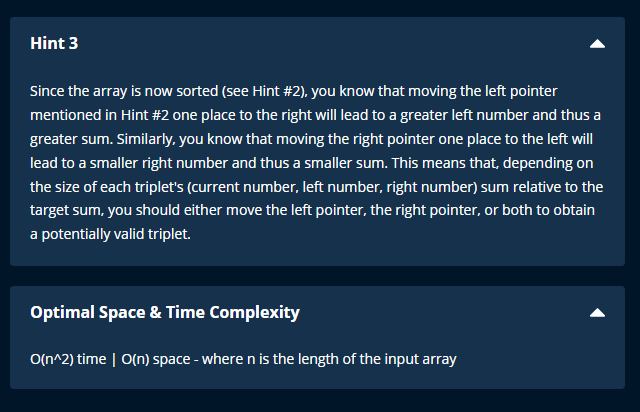 Hint 3
Since the array is now sorted (see Hint #2), you know that moving the left pointer
mentioned in Hint #2 one place to the right will lead to a greater left number and thus a
greater sum. Similarly, you know that moving the right pointer one place to the left will
lead to a smaller right number and thus a smaller sum. This means that, depending on
the size of each triplet's (current number, left number, right number) sum relative to the
target sum, you should either move the left pointer, the right pointer, or both to obtain
a potentially valid triplet.
Optimal Space & Time Complexity
O(n^2) time | O(n) space - where n is the length of the input array